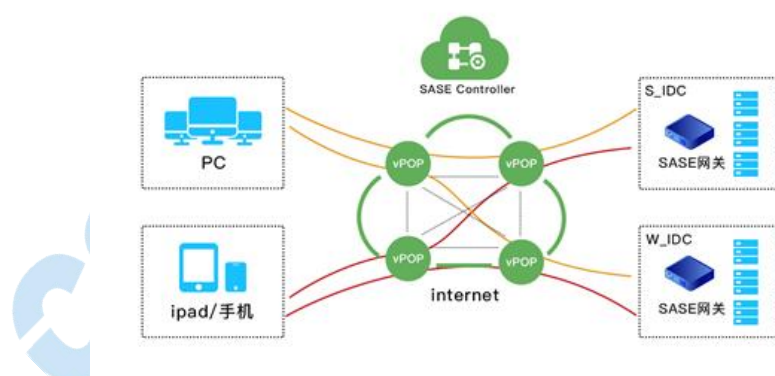 SASE Controller
PC
S_IDC
SASE网关
vPOP
vPOP
ipad/手机
vPOP
vPOP
internet
W_IDC
SASE网关